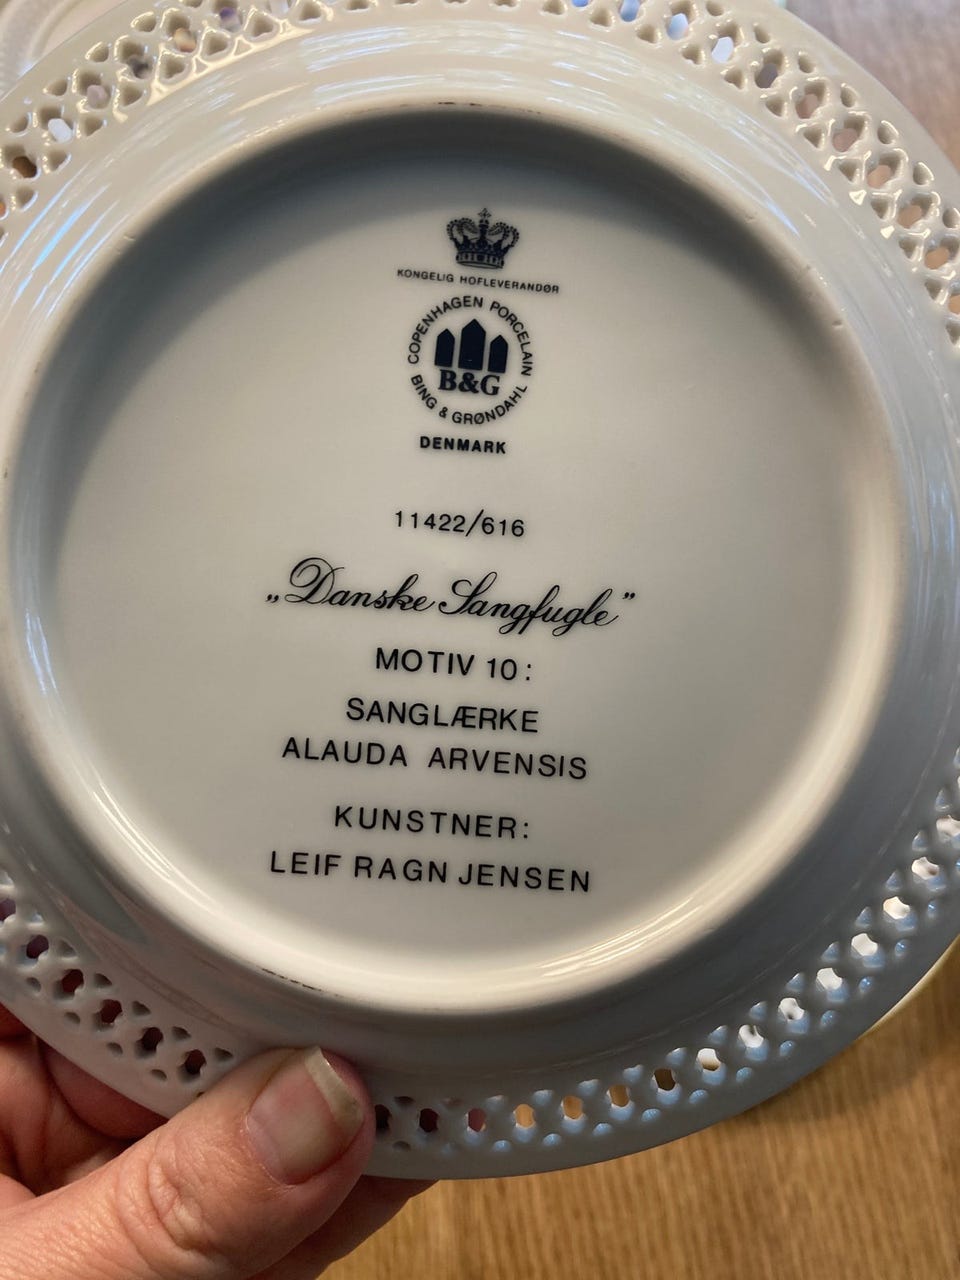 KONGELIG HOFLEVERANDØR
COPENHAGEN PORCELAIN
B&G
BING & GRØNDAHL
DENMARK
11422/616
„Danske Sangfugle”
MOTIV 10:
SANGLÆRKE
ALAUDA ARVENSIS
KUNSTNER:
LEIF RAGN JENSEN